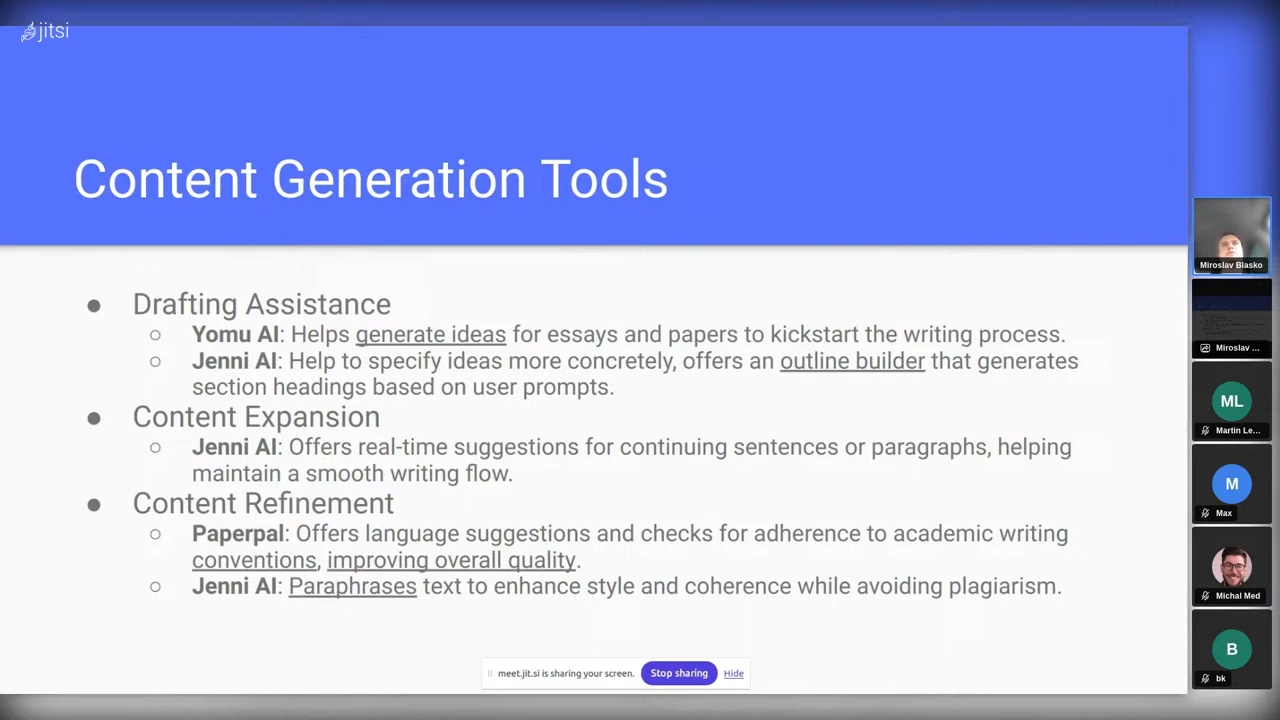 jitsi
Content Generation Tools
● Drafting Assistance
○ Yomu AI: Helps generate ideas for essays and papers to kickstart the writing process.
○ Jenni AI: Help to specify ideas more concretely, offers an outline builder that generates
section headings based on user prompts.
● Content Expansion
○ Jenni AI: Offers real-time suggestions for continuing sentences or paragraphs, helping
maintain a smooth writing flow.
● Content Refinement
○ Paperpal: Offers language suggestions and checks for adherence to academic writing
conventions, improving overall quality.
○ Jenni AI: Paraphrases text to enhance style and coherence while avoiding plagiarism.
meet.jit.si is sharing your screen. Stop sharing Hide
Miroslav Blasko
Miroslav ...
ML
Martin Le...
M
Max
Michal Med
B
bk